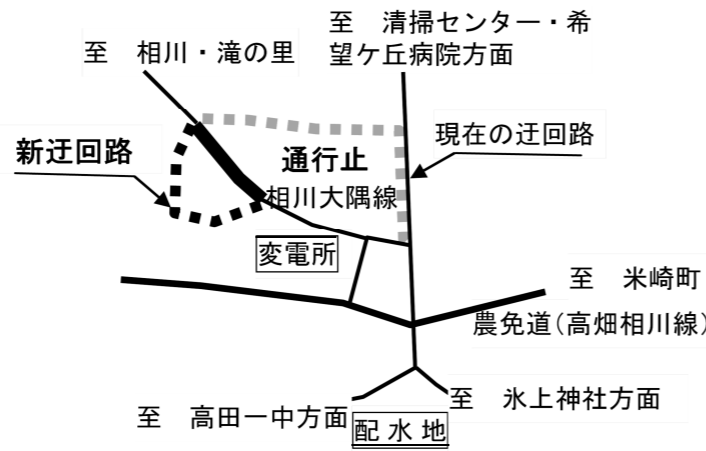 至　清掃センター・希
望ケ丘病院方面
至　相川・滝の里
現在の迂回路
新迂回路
通行止
相川大隅線
変電所
至　米崎町
農免道(高畑相川線)
至　氷上神社方面
至　高田一中方面
配水地